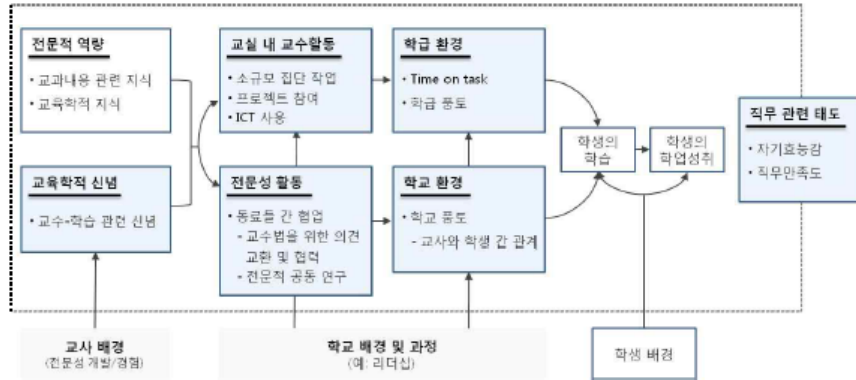 전문적 역량
• 교과내용 관련 지식
• 교육학적 지식
교육학적 신념
• 교수-학습 관련 신념
교실 내 교수활동
• 소규모 집단 작업
• 프로젝트 참여
• ICT 사용
전문성 활동
• 동료들 간 협업
- 교수법을 위한 의견
교환 및 협력
- 전문적 공동 연구
학급 환경
• Time on task
• 학급 풍토
학교 환경
• 학교 풍토
- 교사와 학생 간 관계
학생의
학습
학생의
학업성취
직무 관련 태도
• 자기효능감
• 직무만족도
교사 배경
(전문성 개발/경험)
학교 배경 및 과정
(예: 리더십)
학생 배경